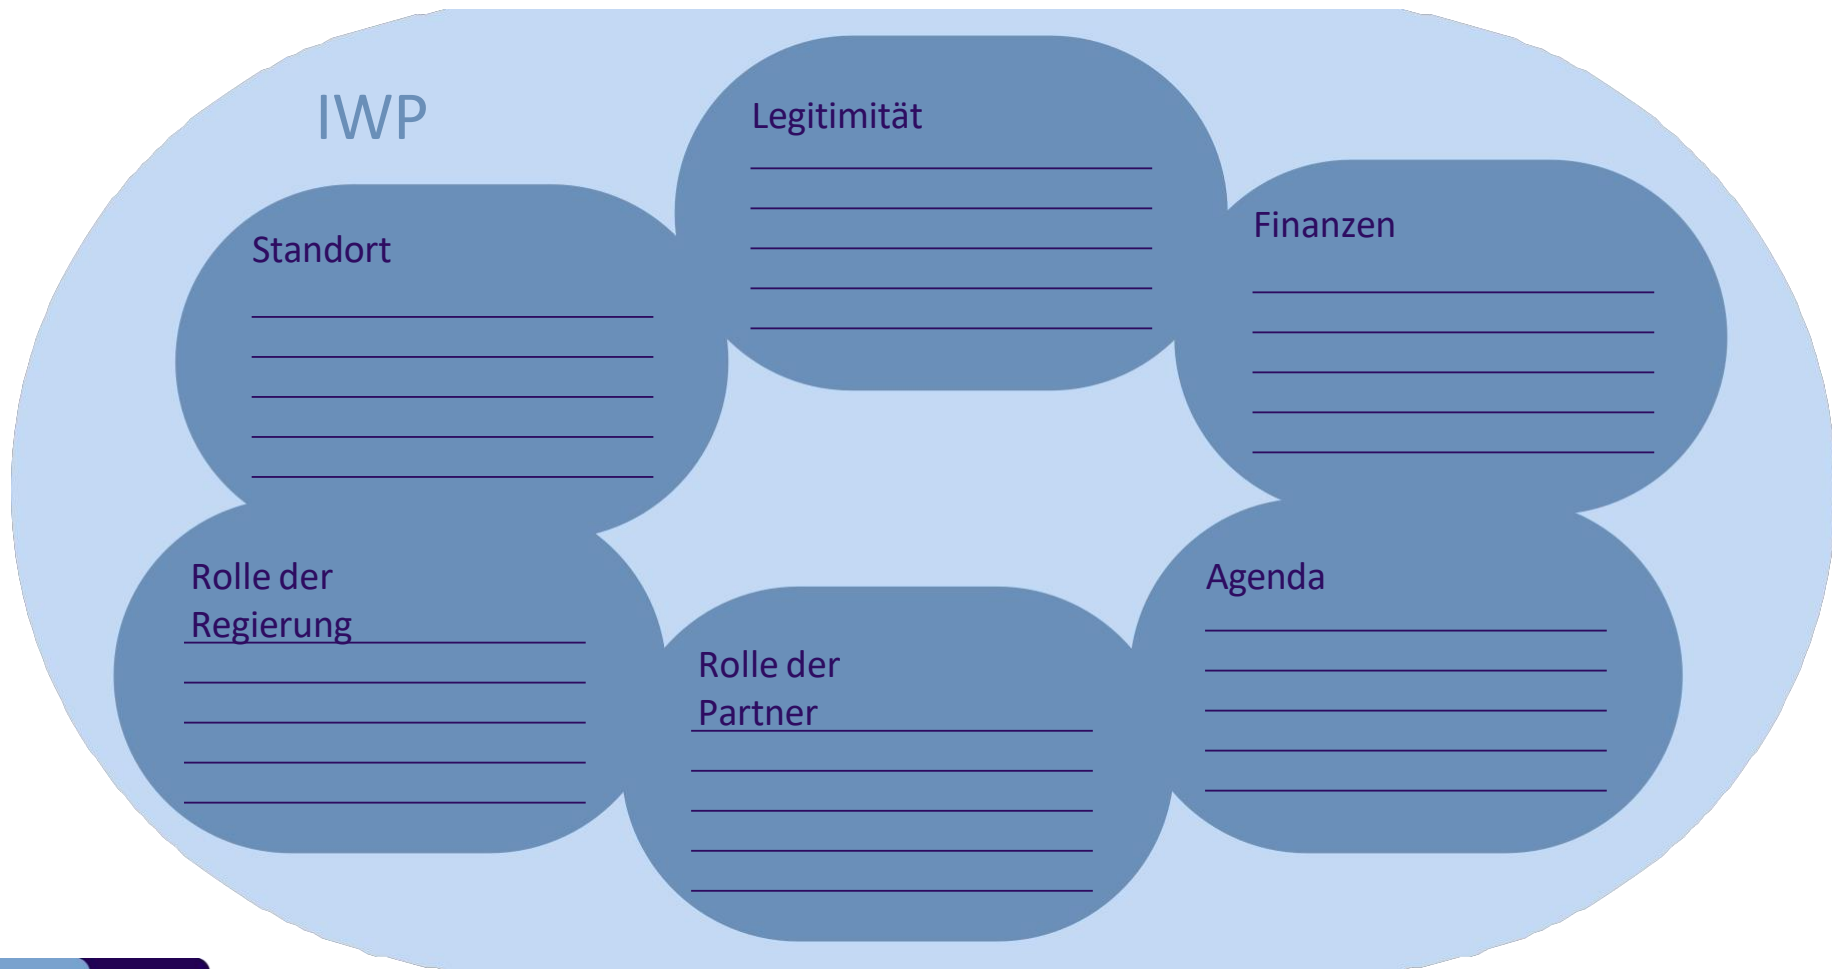 IWP
Legitimität
Standort
Finanzen
Rolle der
Regierung
Rolle der
Partner
Agenda